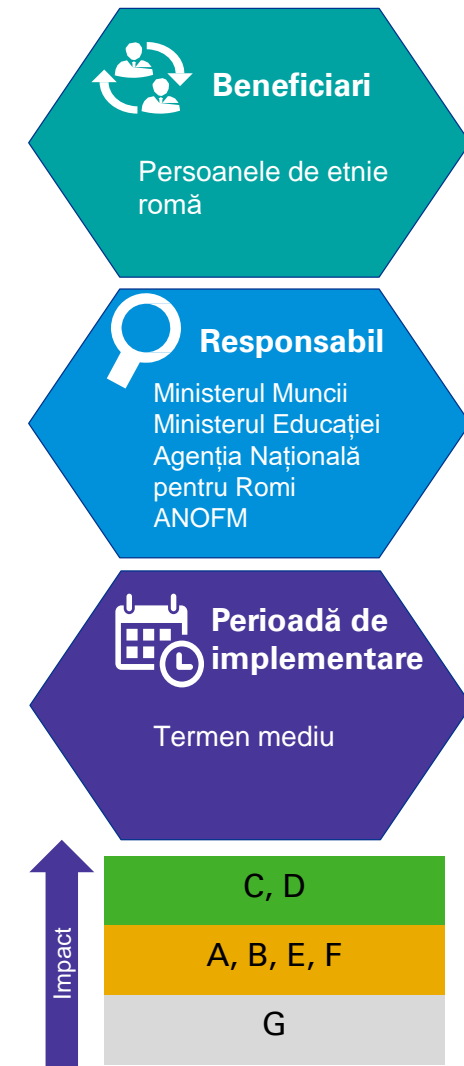 Beneficiari
Persoanele de etnie
romă
Responsabil
Ministerul Muncii
Ministerul Educației
Agenția Națională
pentru Romi
ANOFM
Perioadă de
implementare
Termen mediu
Impact
C, D
A, B, E, F
G